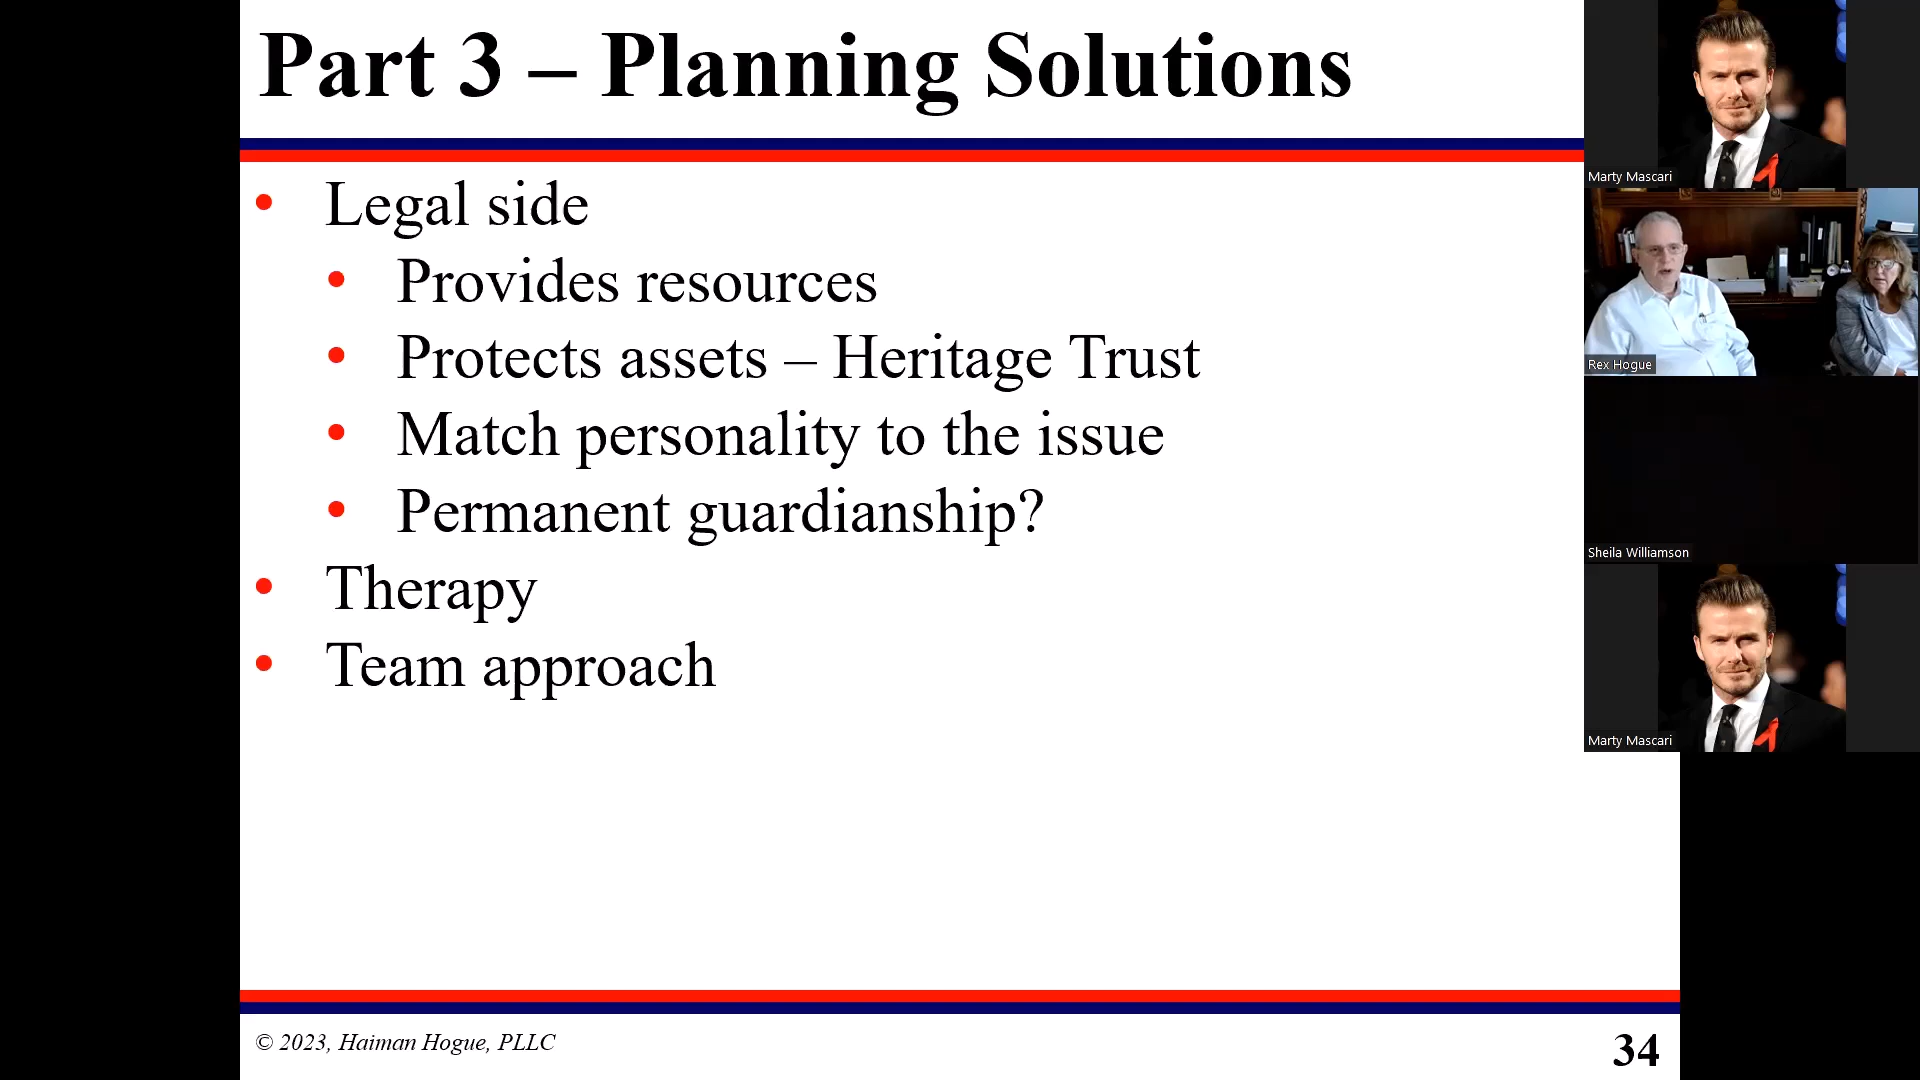 Part 3 – Planning Solutions
• Legal side
• Provides resources
• Protects assets – Heritage Trust
• Match personality to the issue
• Permanent guardianship?
• Therapy
• Team approach
© 2023, Haiman Hogue, PLLC
34
Marty Mascari
Rex Hogue
Sheila Williamson
Marty Mascari